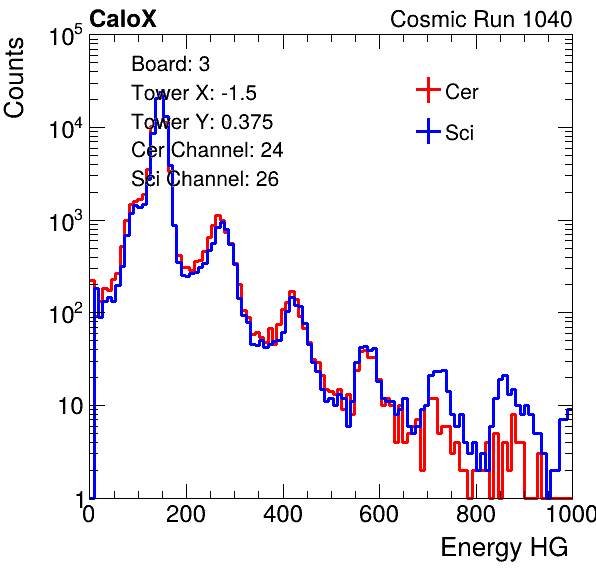 CaloX Cosmic Run 1040
Counts
10^5
10^4
10^3
10^2
10
1
Board: 3
Tower X: -1.5
Tower Y: 0.375
Cer Channel: 24
Sci Channel: 26
Cer
Sci
0 200 400 600 800 1000
Energy HG